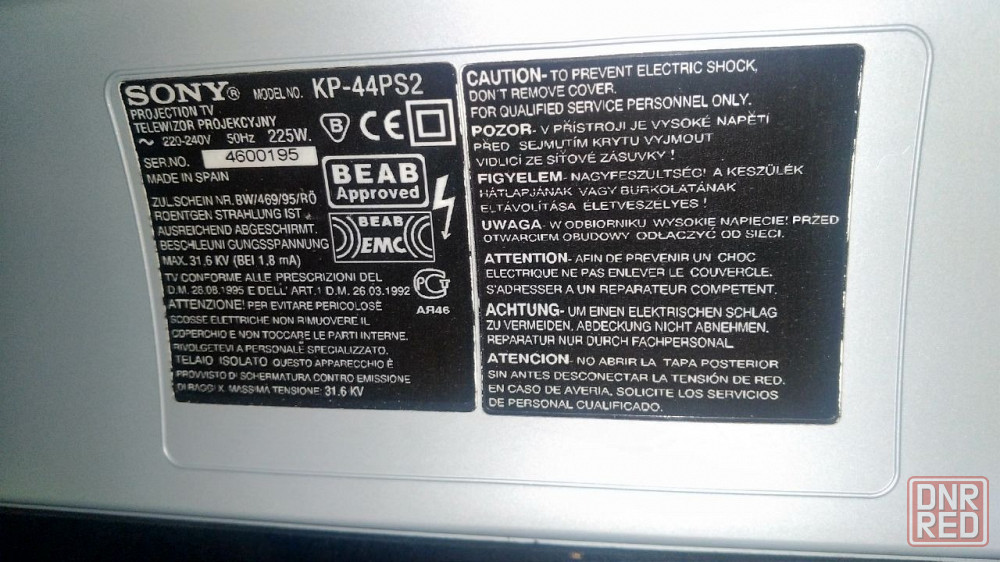 SONY® MODEL NO. KP-44PS2
PROJECTION TV
TELEWIZOR PROJEKCYJNY
~ 220-240V 50Hz 225W.
SER.NO. 4600195
MADE IN SPAIN
B CE
BEAB
Approved
BEAB
EMC
ZUL.SCHEIN NR. BW/469/95/RÖ
ROENTGEN STRAHLUNG IST
AUSREICHEND ABGESCHIRMT.
BESCHLEUNI GUNGSSPANNUNG
MAX. 31.6 KV (BEI 1,8 mA)
TV CONFORME ALLE PRESCRIZIONI DEL
D.M. 26.08.1995 E DELL' ART.1 D.M. 26.03.1992
РСТ
АЯ46
ATTENZIONE! PER EVITARE PERICOLOSE
SCOSSE ELETTRICHE NON RIMUOVERE IL
COPERCHIO E NON TOCCARE LE PARTI INTERNE.
RIVOLGETEVI A PERSONALE SPECIALIZZATO.
TELAIO ISOLATO QUESTO APPARECCHIO È
PROVVISTO DI SCHERMATURA CONTRO EMISSIONE
DI RAGGI X. MASSIMA TENSIONE: 31.6 KV
CAUTION- TO PREVENT ELECTRIC SHOCK,
DON'T REMOVE COVER.
FOR QUALIFIED SERVICE PERSONNEL ONLY.
POZOR- V PŘÍSTROJI JE VYSOKÉ NAPĚTÍ
PŘED SEJMUTÍM KRYTU VYJMOUT
VIDLICÍ ZE SÍŤOVÉ ZÁSUVKY !
FIGYELEM- NAGYFESZÜLTSÉG! A KESZÜLÉK
HÁTLAPJÁNAK VAGY BURKOLATÁNAK
ELTÁVOLÍTÁSA ÉLETVESZÉLYES !
UWAGA- W ODBIORNIKU WYSOKIE NAPIECIE! PRZED
OTWARCIEM OBUDOWY ODŁACZYĆ OD SIECI.
ATTENTION- AFIN DE PREVENIR UN CHOC
ELECTRIQUE NE PAS ENLEVER LE COUVERCLE.
S'ADRESSER A UN REPARATEUR COMPETENT.
ACHTUNG- UM EINEN ELEKTRISCHEN SCHLAG
ZU VERMEIDEN, ABDECKUNG NICHT ABNEHMEN.
REPARATUR NUR DURCH FACHPERSONAL.
ATENCION- NO ABRIR LA TAPA POSTERIOR
SIN ANTES DESCONECTAR LA TENSIÓN DE RED.
EN CASO DE AVERIA, SOLICITE LOS SERVICIOS
DE PERSONAL CUALIFICADO.
DNR
RED